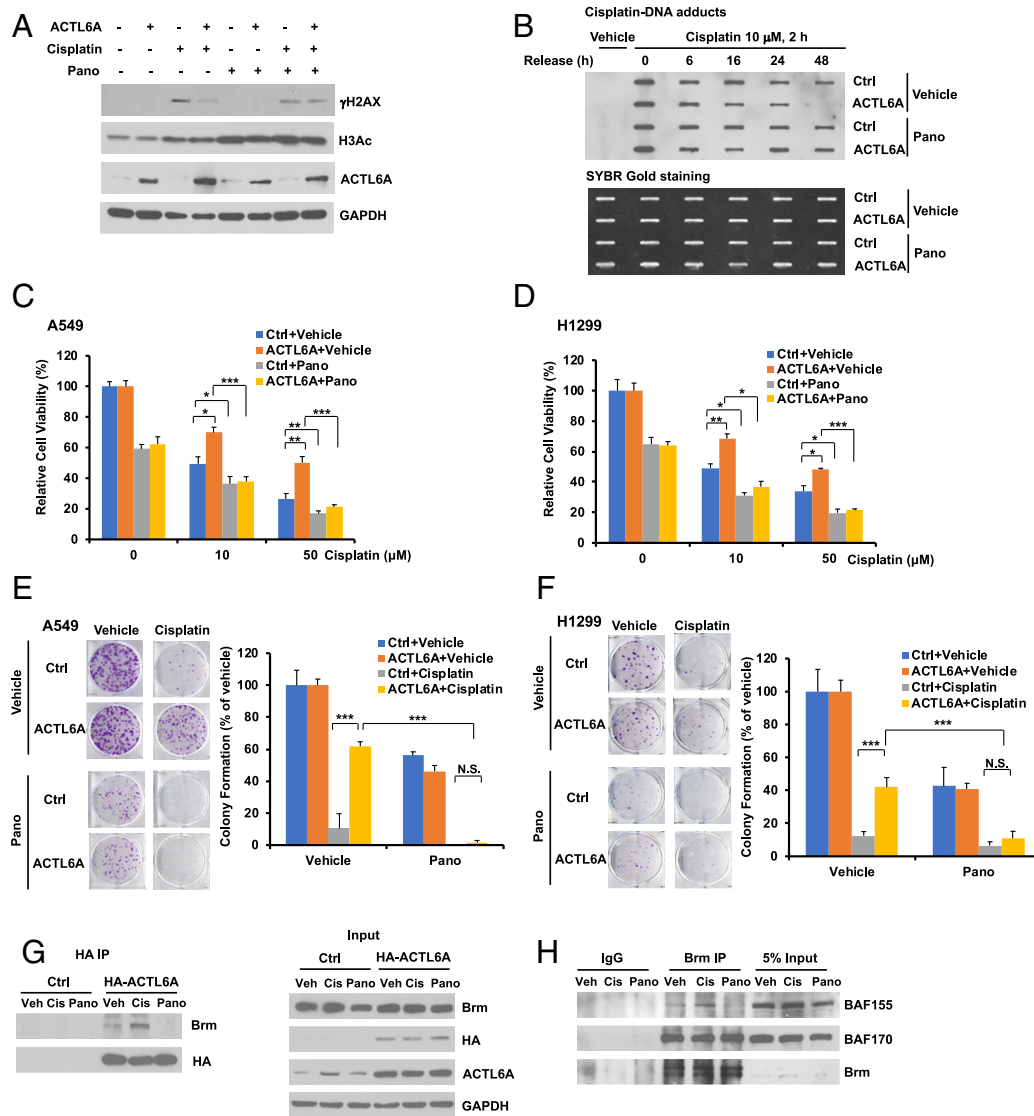 A
ACTL6A - + - + - + - +
Cisplatin - - + + - - + +
Pano - - - - + + + +
γH2AX
H3Ac
ACTL6A
GAPDH
B
Cisplatin-DNA adducts
Vehicle Cisplatin 10 µM, 2 h
Release (h) 0 6 16 24 48
Ctrl
ACTL6A
Vehicle
Ctrl
ACTL6A
Pano
SYBR Gold staining
Ctrl
ACTL6A
Vehicle
Ctrl
ACTL6A
Pano
C
A549
Ctrl+Vehicle
ACTL6A+Vehicle
Ctrl+Pano
ACTL6A+Pano
Relative Cell Viability (%)
120
100
80
60
40
20
0
* ***
*
** ***
**
0 10 50 Cisplatin (µM)
D
H1299
Ctrl+Vehicle
ACTL6A+Vehicle
Ctrl+Pano
ACTL6A+Pano
Relative Cell Viability (%)
120
100
80
60
40
20
0
* *
**
* ***
*
0 10 50 Cisplatin (µM)
E
A549
Vehicle Cisplatin
Vehicle
Ctrl
ACTL6A
Pano
Ctrl
ACTL6A
Ctrl+Vehicle
ACTL6A+Vehicle
Ctrl+Cisplatin
ACTL6A+Cisplatin
Colony Formation (% of vehicle)
120
100
80
60
40
20
0
*** ***
N.S.
Vehicle Pano
F
H1299
Vehicle Cisplatin
Vehicle
Ctrl
ACTL6A
Pano
Ctrl
ACTL6A
Ctrl+Vehicle
ACTL6A+Vehicle
Ctrl+Cisplatin
ACTL6A+Cisplatin
Colony Formation (% of vehicle)
120
100
80
60
40
20
0
***
***
N.S.
Vehicle Pano
G
HA IP
Ctrl HA-ACTL6A
Veh Cis Pano Veh Cis Pano
Brm
HA
Input
Ctrl HA-ACTL6A
Veh Cis Pano Veh Cis Pano
Brm
HA
ACTL6A
GAPDH
H
IgG Brm IP 5% Input
Veh Cis Pano Veh Cis Pano Veh Cis Pano
BAF155
BAF170
Brm